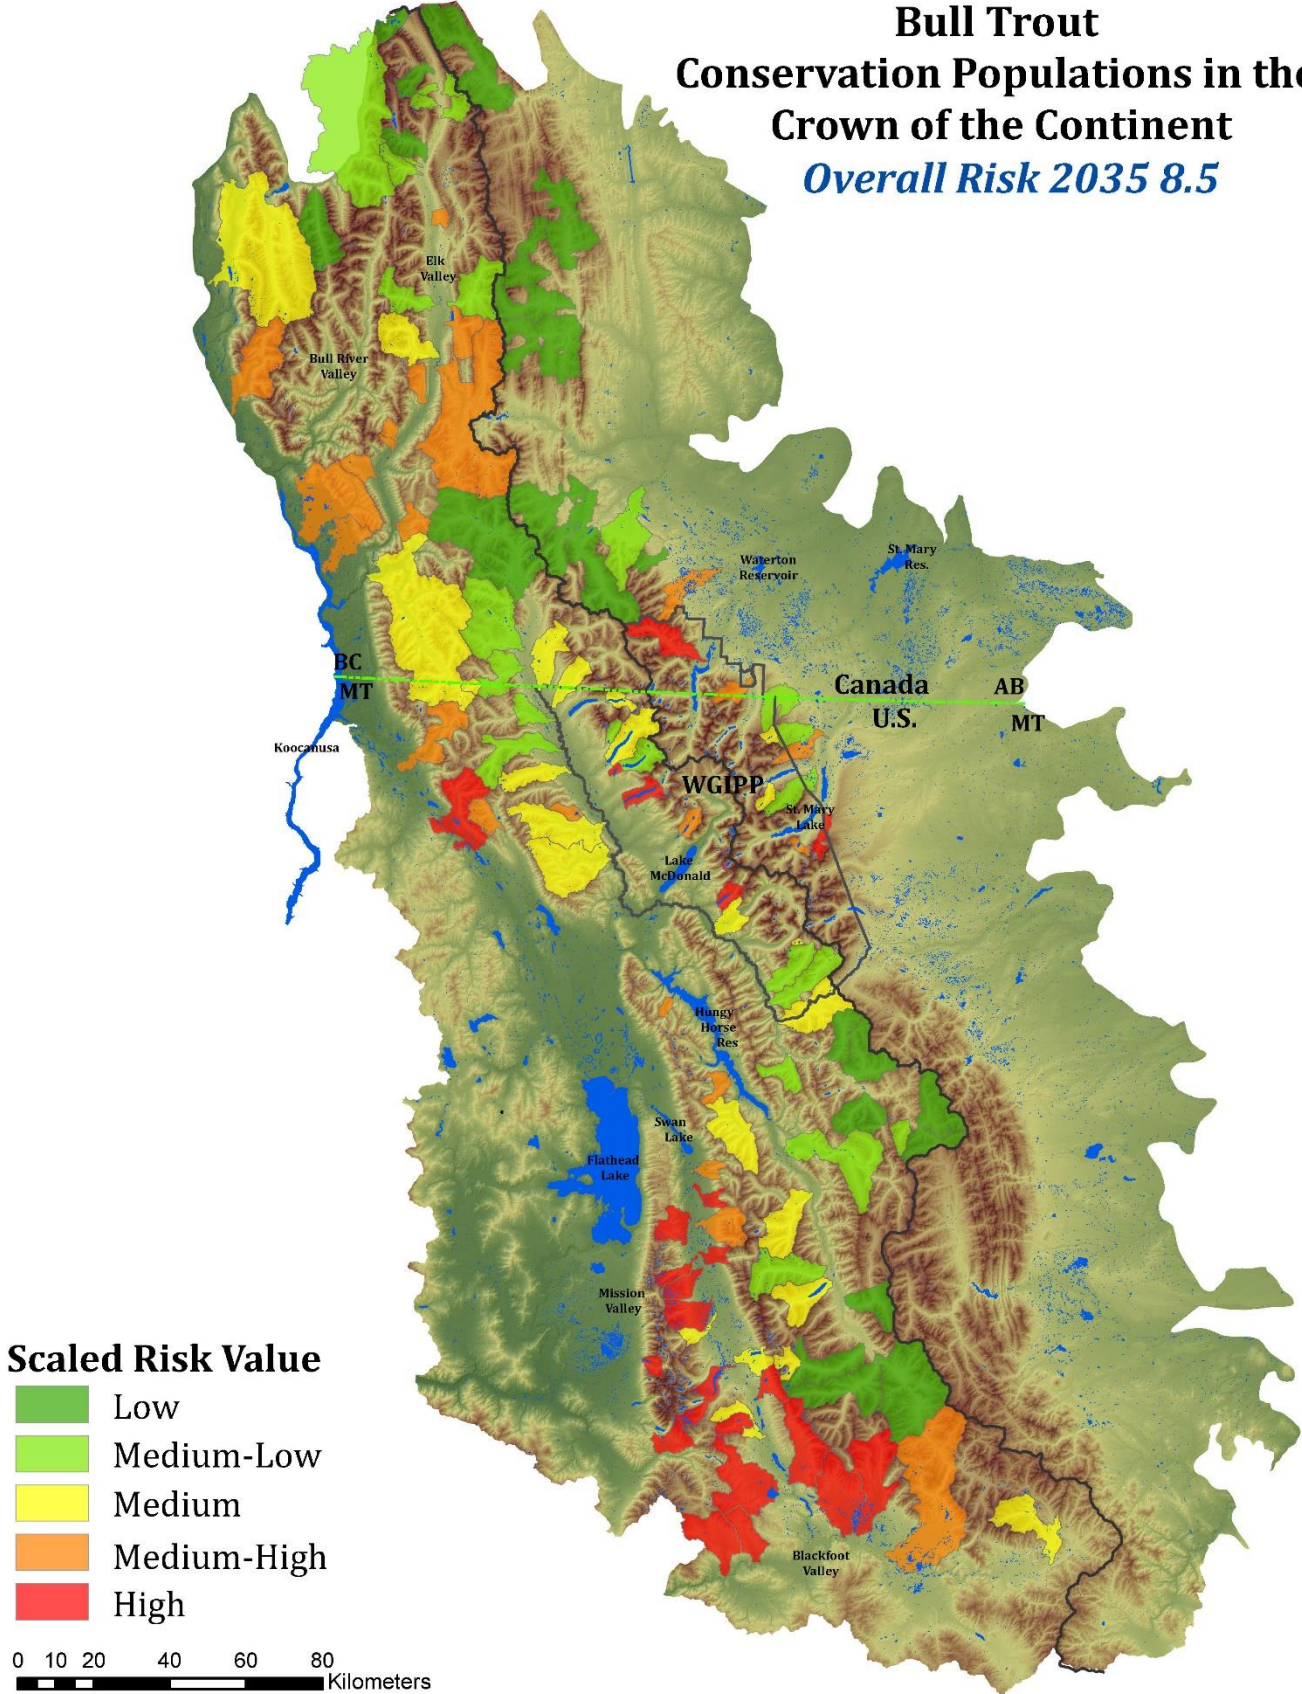 Bull Trout
Conservation Populations in the
Crown of the Continent
Overall Risk 2035 8.5
Elk
Valley
Bull River
Valley
Waterton
Reservoir
St. Mary
Res.
BC
MT
Canada
U.S.
AB
MT
Koocanusa
WGIPP
St. Mary
Lake
Lake
McDonald
Hungy
Horse
Res
Swan
Lake
Flathead
Lake
Mission
Valley
Blackfoot
Valley
Scaled Risk Value
Low
Medium-Low
Medium
Medium-High
High
0 10 20 40 60 80
Kilometers